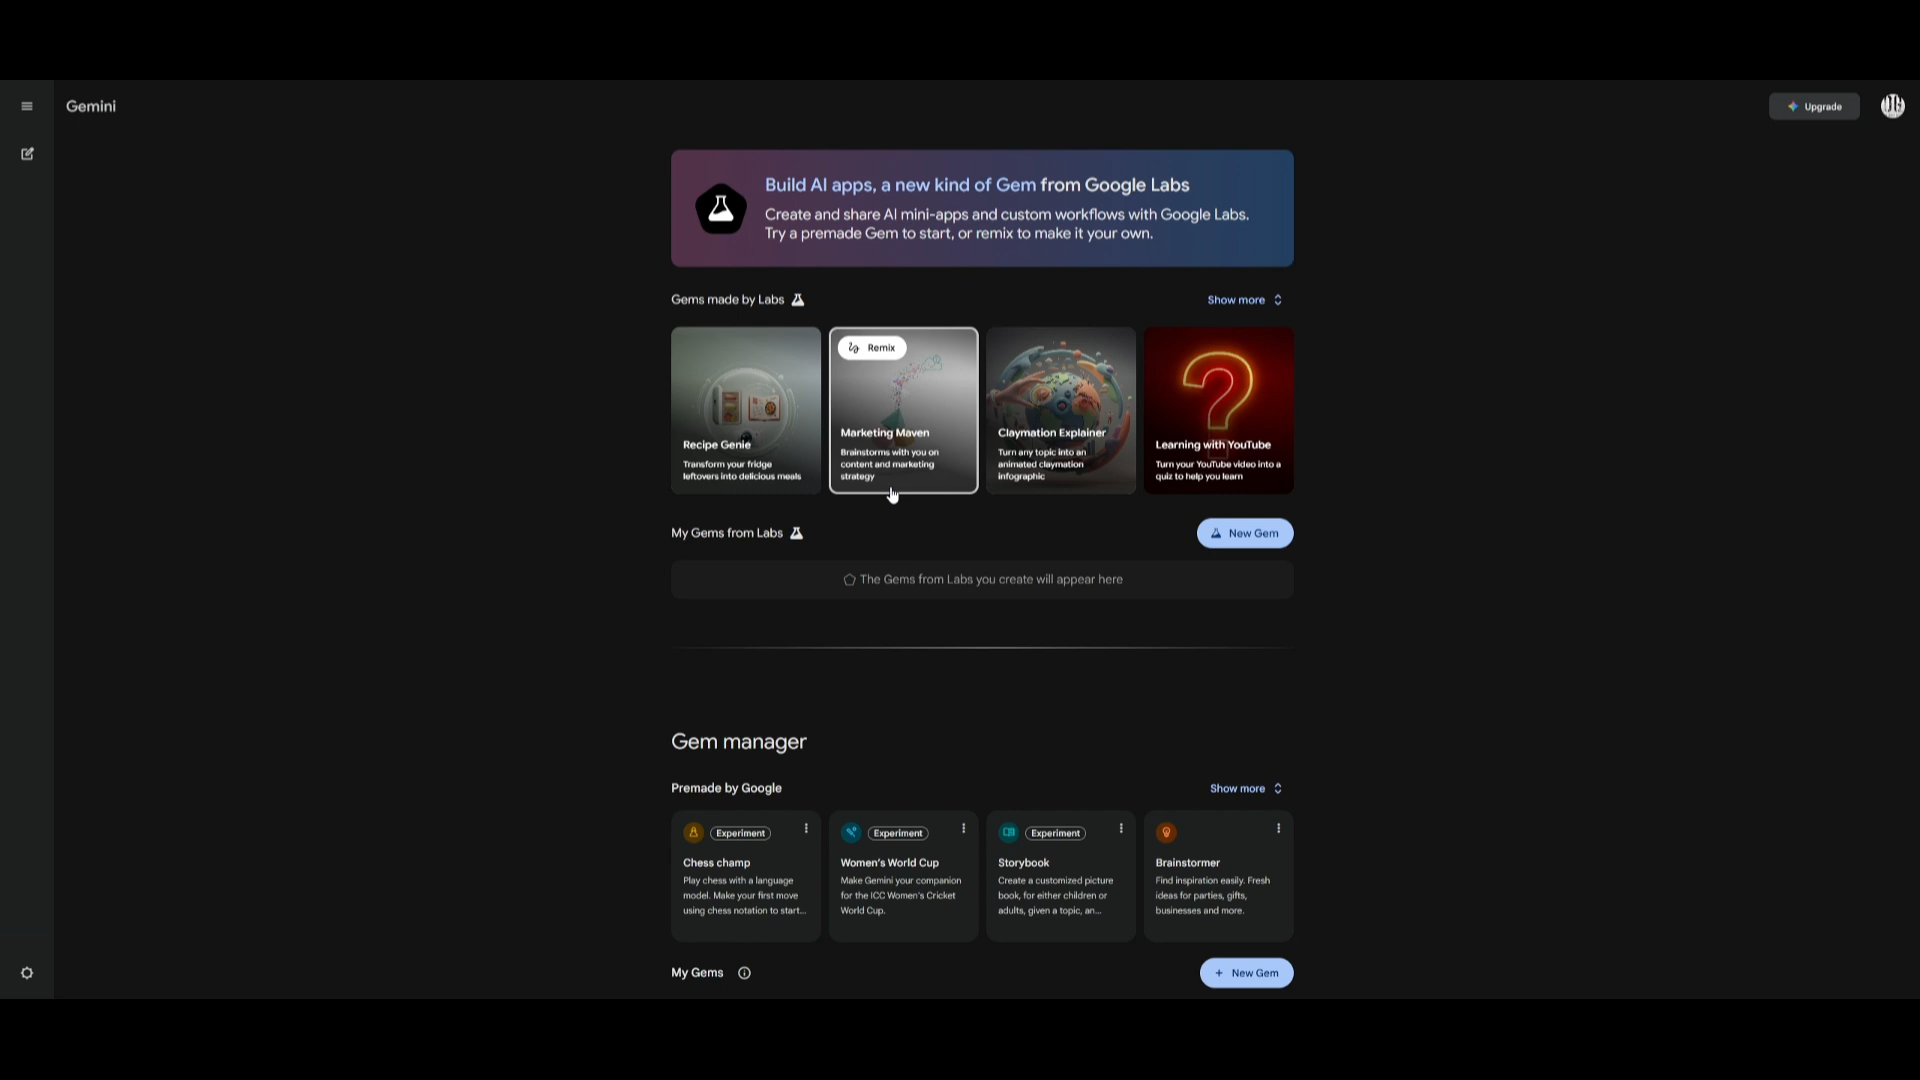 Gemini
Upgrade
Build AI apps, a new kind of Gem from Google Labs
Create and share AI mini-apps and custom workflows with Google Labs.
Try a premade Gem to start, or remix to make it your own.
Gems made by Labs
Show more
Recipe Genie
Transform your fridge
leftovers into delicious meals
Remix
Marketing Maven
Brainstorms with you on
content and marketing
strategy
Claymation Explainer
Turn any topic into an
animated claymation
infographic
Learning with YouTube
Turn your YouTube video into a
quiz to help you learn
My Gems from Labs
New Gem
The Gems from Labs you create will appear here
Gem manager
Premade by Google
Show more
Experiment
Chess champ
Play chess with a language
model. Make your first move
using chess notation to start...
Experiment
Women's World Cup
Make Gemini your companion
for the ICC Women's Cricket
World Cup.
Experiment
Storybook
Create a customized picture
book, for either children or
adults, given a topic, an...
Brainstormer
Find inspiration easily. Fresh
ideas for parties, gifts,
businesses and more.
My Gems
+ New Gem